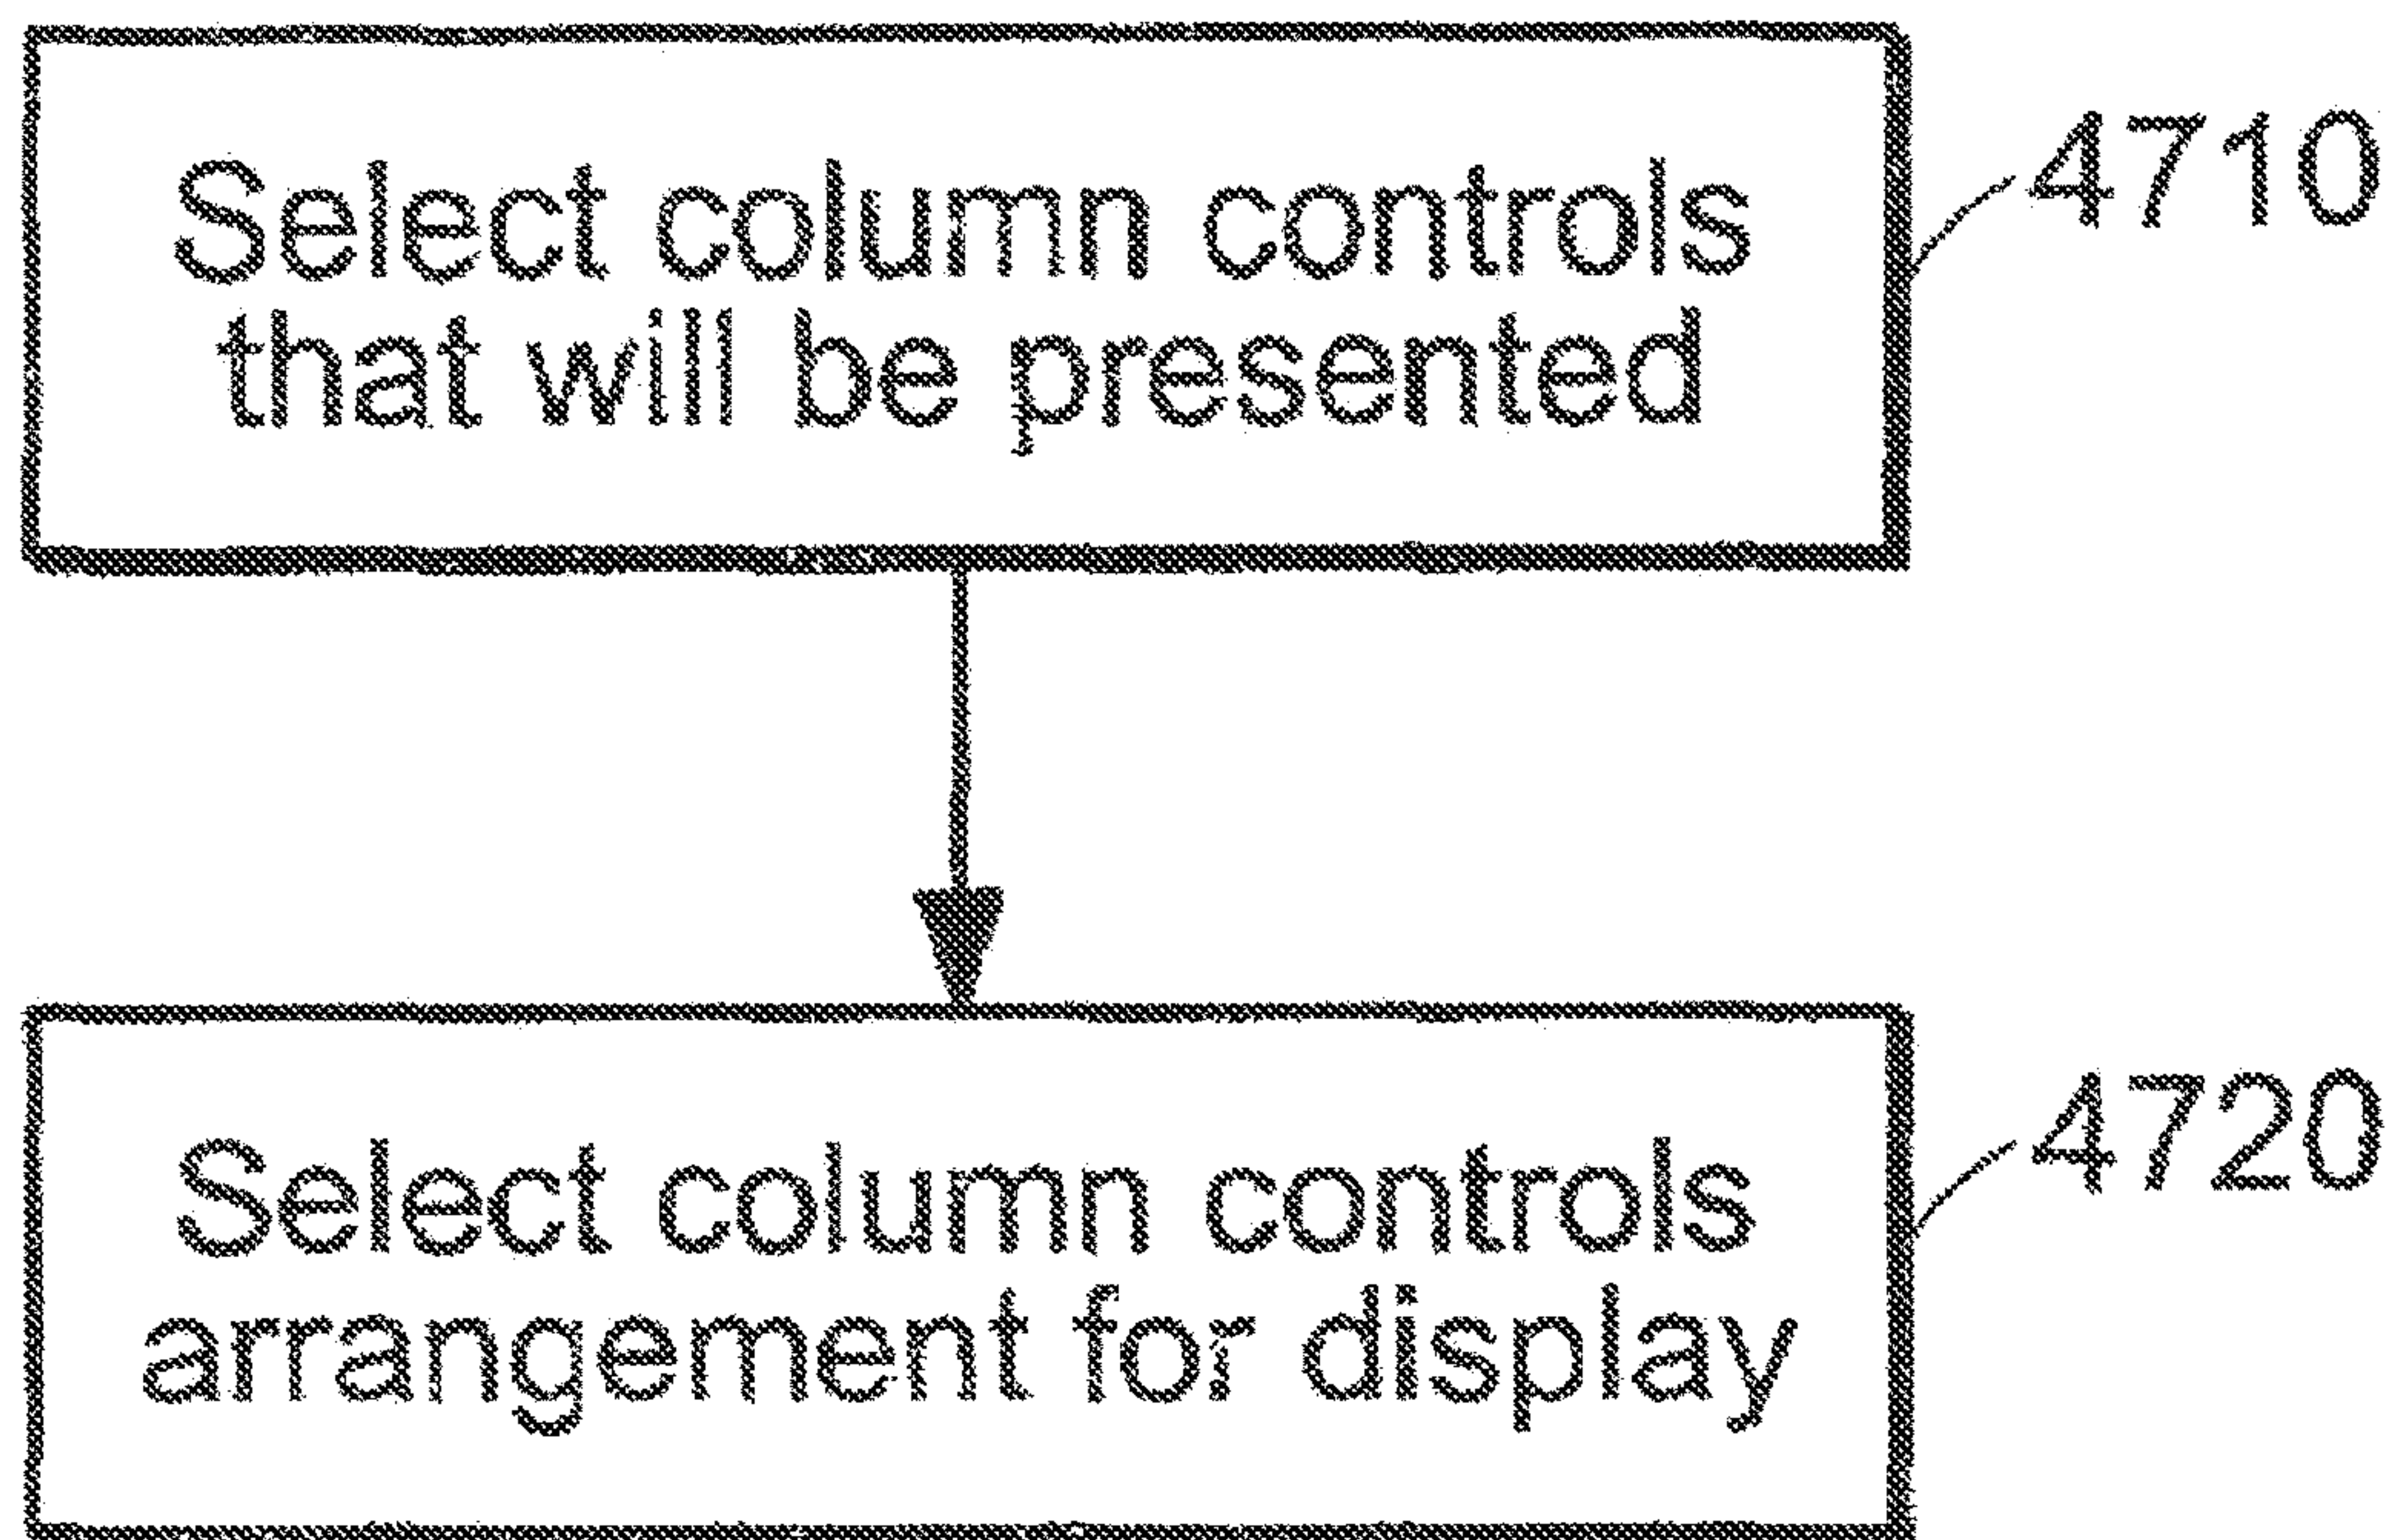 Select column controls
that will be presented
4710
Select column controls
arrangement for display
4720